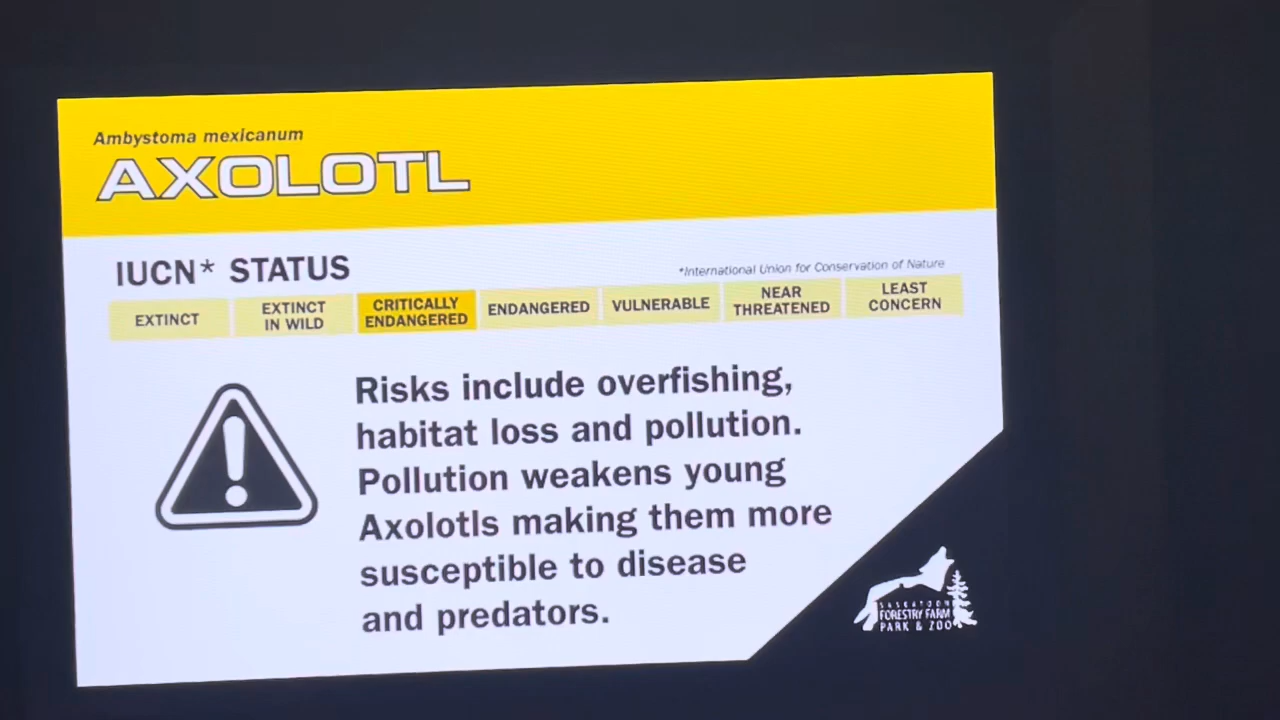 Ambystoma mexicanum
AXOLOTL
IUCN* STATUS
*International Union for Conservation of Nature
EXTINCT
EXTINCT
IN WILD
CRITICALLY
ENDANGERED
ENDANGERED
VULNERABLE
NEAR
THREATENED
LEAST
CONCERN
Risks include overfishing,
habitat loss and pollution.
Pollution weakens young
Axolotls making them more
susceptible to disease
and predators.
SASKATOON
FORESTRY FARM
PARK & ZOO